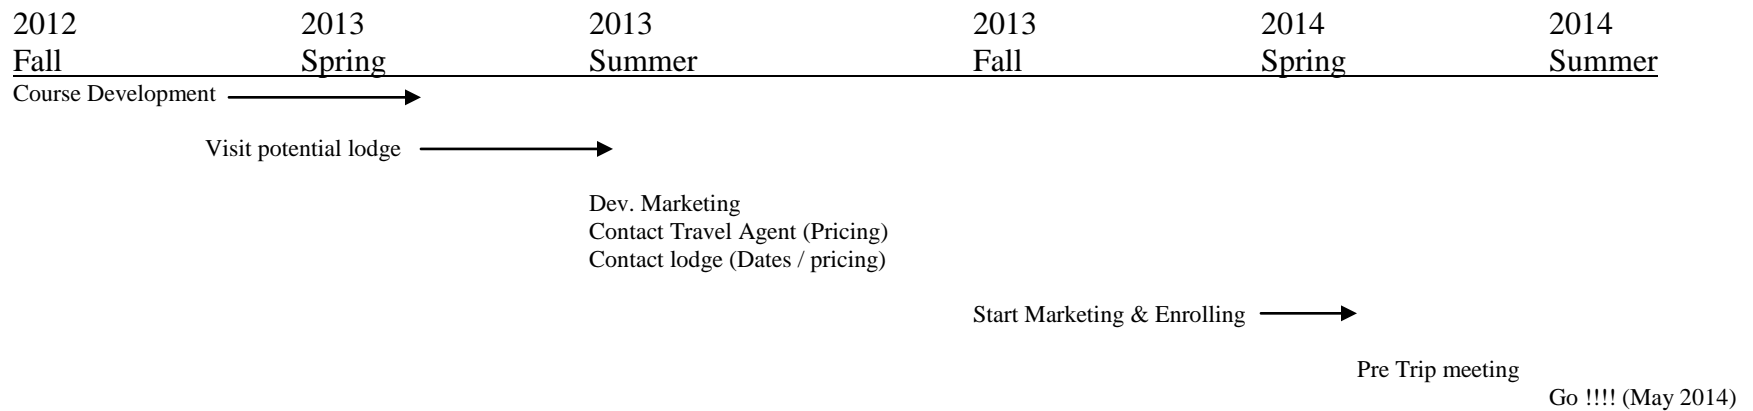 2012 2013 2013 2013 2014 2014
Fall Spring Summer Fall Spring Summer
Course Development
Visit potential lodge
Dev. Marketing
Contact Travel Agent (Pricing)
Contact lodge (Dates / pricing)
Start Marketing & Enrolling
Pre Trip meeting
Go !!!! (May 2014)